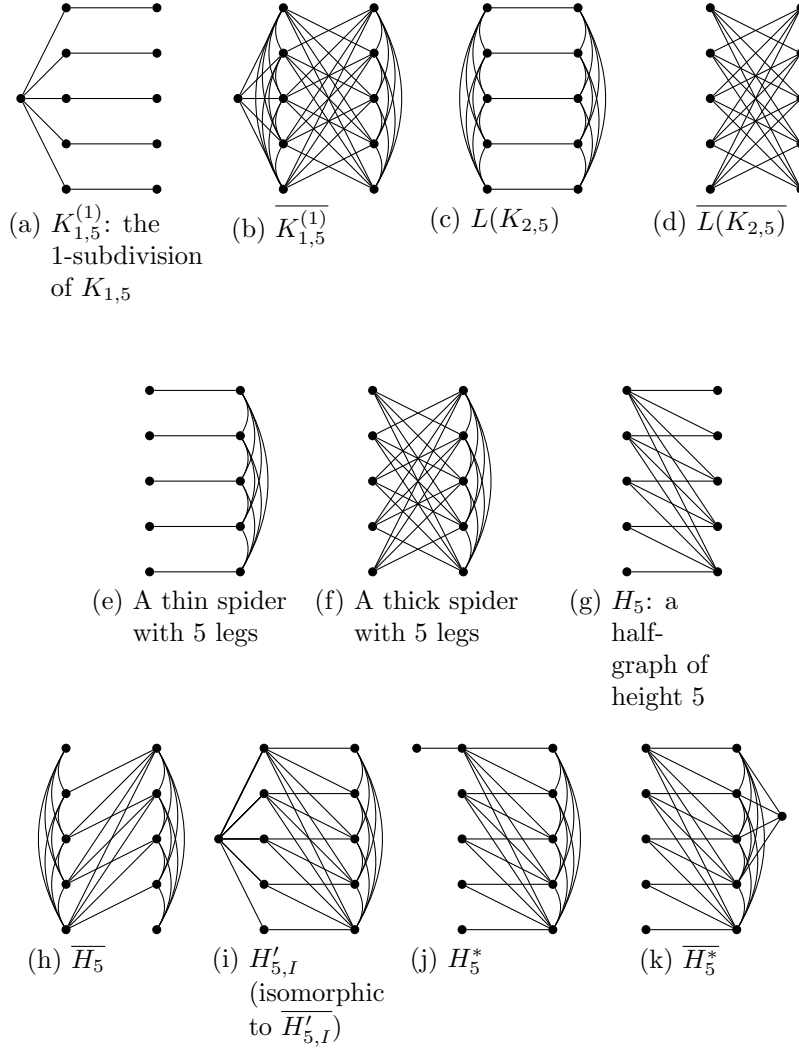 (a) $K_{1,5}^{(1)}$: the
1-subdivision
of $K_{1,5}$
(b) $\overline{K_{1,5}^{(1)}}$
(c) $L(K_{2,5})$
(d) $\overline{L(K_{2,5})}$
(e) A thin spider
with 5 legs
(f) A thick spider
with 5 legs
(g) $H_5$: a
half-
graph of
height 5
(h) $\overline{H_5}$
(i) $H'_{5,I}$
(isomorphic
to $\overline{H'_{5,I}}$)
(j) $H_5^*$
(k) $\overline{H_5^*}$